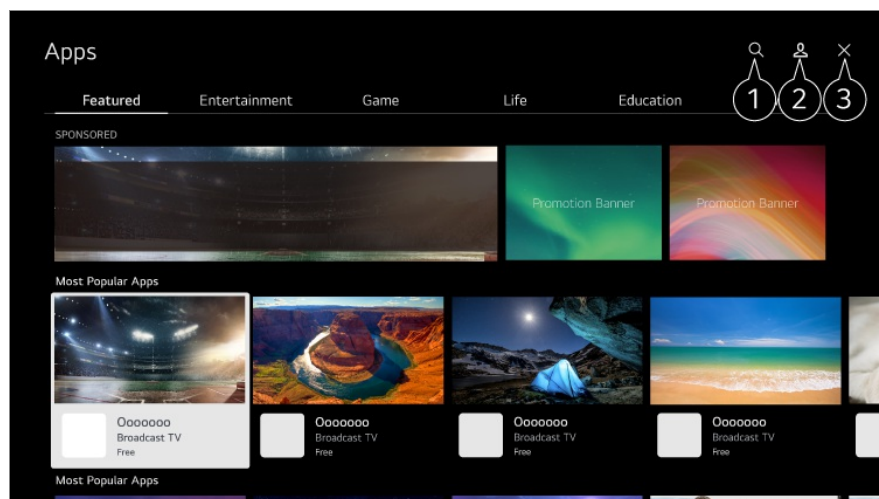 Apps
1 2 3
Featured Entertainment Game Life Education
SPONSORED
Promotion Banner Promotion Banner
Most Popular Apps
Ooooooo Ooooooo Ooooooo Ooooooo
Broadcast TV Broadcast TV Broadcast TV Broadcast TV
Free Free Free Free
Most Popular Apps